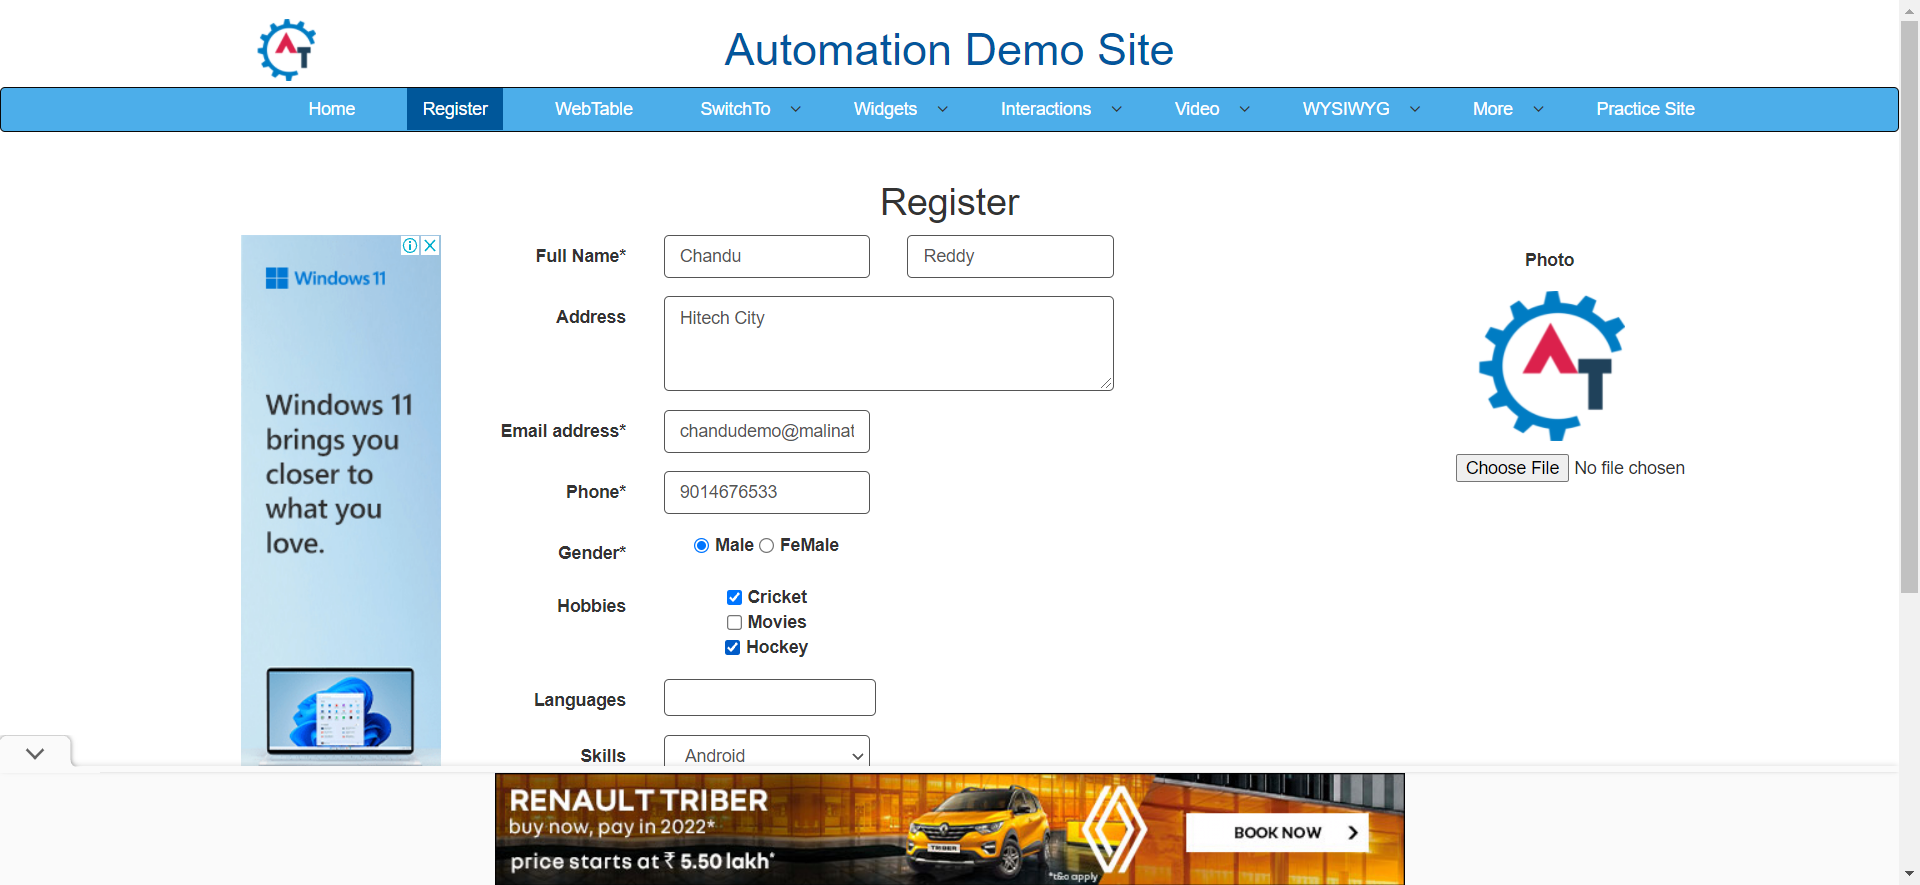 AT
Automation Demo Site
Home Register WebTable SwitchTo Widgets Interactions Video WYSIWYG More Practice Site
Register
Windows 11
Windows 11
brings you
closer to
what you
love.
Full Name* Chandu Reddy
Address Hitech City
Email address* chandudemo@malinat
Phone* 9014676533
Gender* Male FeMale
Hobbies Cricket
Movies
Hockey
Languages
Skills Android
Photo
AT
Choose File No file chosen
RENAULT TRIBER
buy now, pay in 2022*
price starts at ₹ 5.50 lakh*
TRIBER
*t&c apply
BOOK NOW